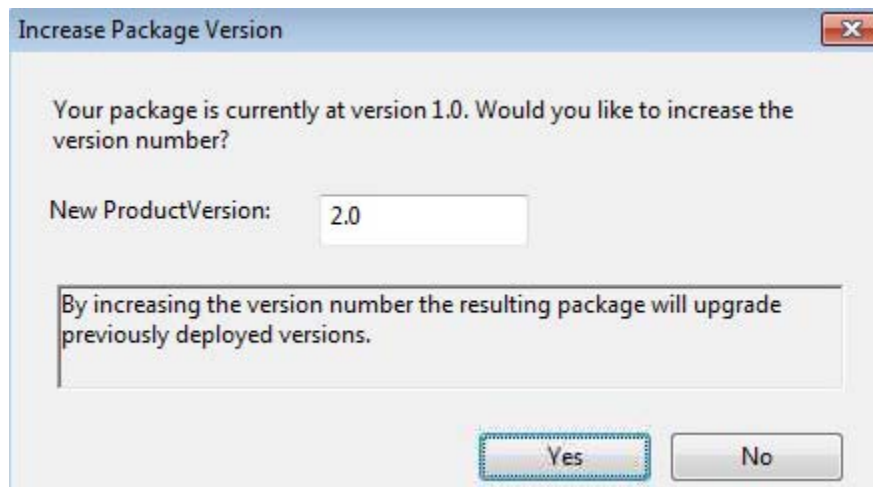 Increase Package Version
Your package is currently at version 1.0. Would you like to increase the
version number?
New ProductVersion:
2.0
By increasing the version number the resulting package will upgrade
previously deployed versions.
Yes
No